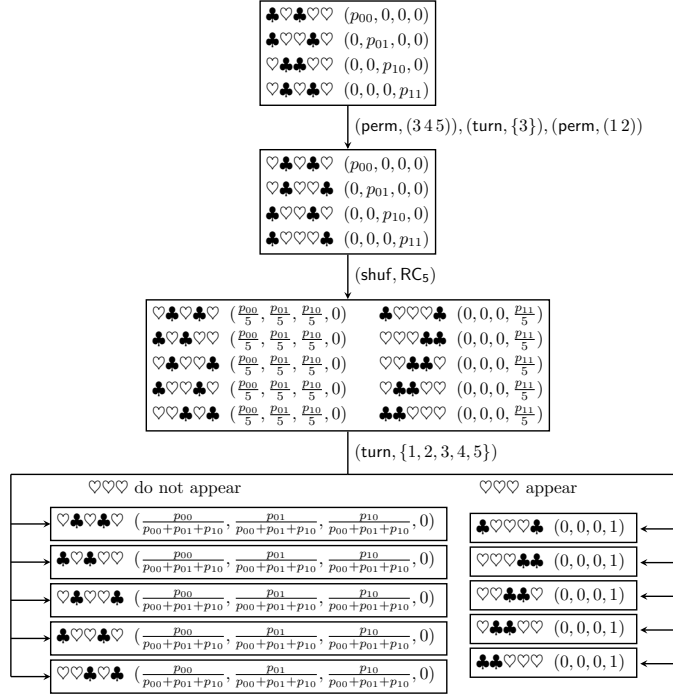 ♣♡♣♡♡ (p₀₀, 0, 0, 0)
♣♡♡♣♡ (0, p₀₁, 0, 0)
♡♣♣♡♡ (0, 0, p₁₀, 0)
♡♣♡♣♡ (0, 0, 0, p₁₁)
(perm, (3 4 5)), (turn, {3}), (perm, (1 2))
♡♣♡♣♡ (p₀₀, 0, 0, 0)
♡♣♡♡♣ (0, p₀₁, 0, 0)
♣♡♡♣♡ (0, 0, p₁₀, 0)
♣♡♡♡♣ (0, 0, 0, p₁₁)
(shuf, RC₅)
♡♣♡♣♡ (p₀₀/5, p₀₁/5, p₁₀/5, 0) ♣♡♡♡♣ (0, 0, 0, p₁₁/5)
♣♡♣♡♡ (p₀₀/5, p₀₁/5, p₁₀/5, 0) ♡♡♡♣♣ (0, 0, 0, p₁₁/5)
♡♣♡♡♣ (p₀₀/5, p₀₁/5, p₁₀/5, 0) ♡♡♣♣♡ (0, 0, 0, p₁₁/5)
♣♡♡♣♡ (p₀₀/5, p₀₁/5, p₁₀/5, 0) ♡♣♣♡♡ (0, 0, 0, p₁₁/5)
♡♡♣♡♣ (p₀₀/5, p₀₁/5, p₁₀/5, 0) ♣♣♡♡♡ (0, 0, 0, p₁₁/5)
(turn, {1, 2, 3, 4, 5})
♡♡♡ do not appear
♡♣♡♣♡ (p₀₀/(p₀₀+p₀₁+p₁₀), p₀₁/(p₀₀+p₀₁+p₁₀), p₁₀/(p₀₀+p₀₁+p₁₀), 0)
♣♡♣♡♡ (p₀₀/(p₀₀+p₀₁+p₁₀), p₀₁/(p₀₀+p₀₁+p₁₀), p₁₀/(p₀₀+p₀₁+p₁₀), 0)
♡♣♡♡♣ (p₀₀/(p₀₀+p₀₁+p₁₀), p₀₁/(p₀₀+p₀₁+p₁₀), p₁₀/(p₀₀+p₀₁+p₁₀), 0)
♣♡♡♣♡ (p₀₀/(p₀₀+p₀₁+p₁₀), p₀₁/(p₀₀+p₀₁+p₁₀), p₁₀/(p₀₀+p₀₁+p₁₀), 0)
♡♡♣♡♣ (p₀₀/(p₀₀+p₀₁+p₁₀), p₀₁/(p₀₀+p₀₁+p₁₀), p₁₀/(p₀₀+p₀₁+p₁₀), 0)
♡♡♡ appear
♣♡♡♡♣ (0, 0, 0, 1)
♡♡♡♣♣ (0, 0, 0, 1)
♡♡♣♣♡ (0, 0, 0, 1)
♡♣♣♡♡ (0, 0, 0, 1)
♣♣♡♡♡ (0, 0, 0, 1)